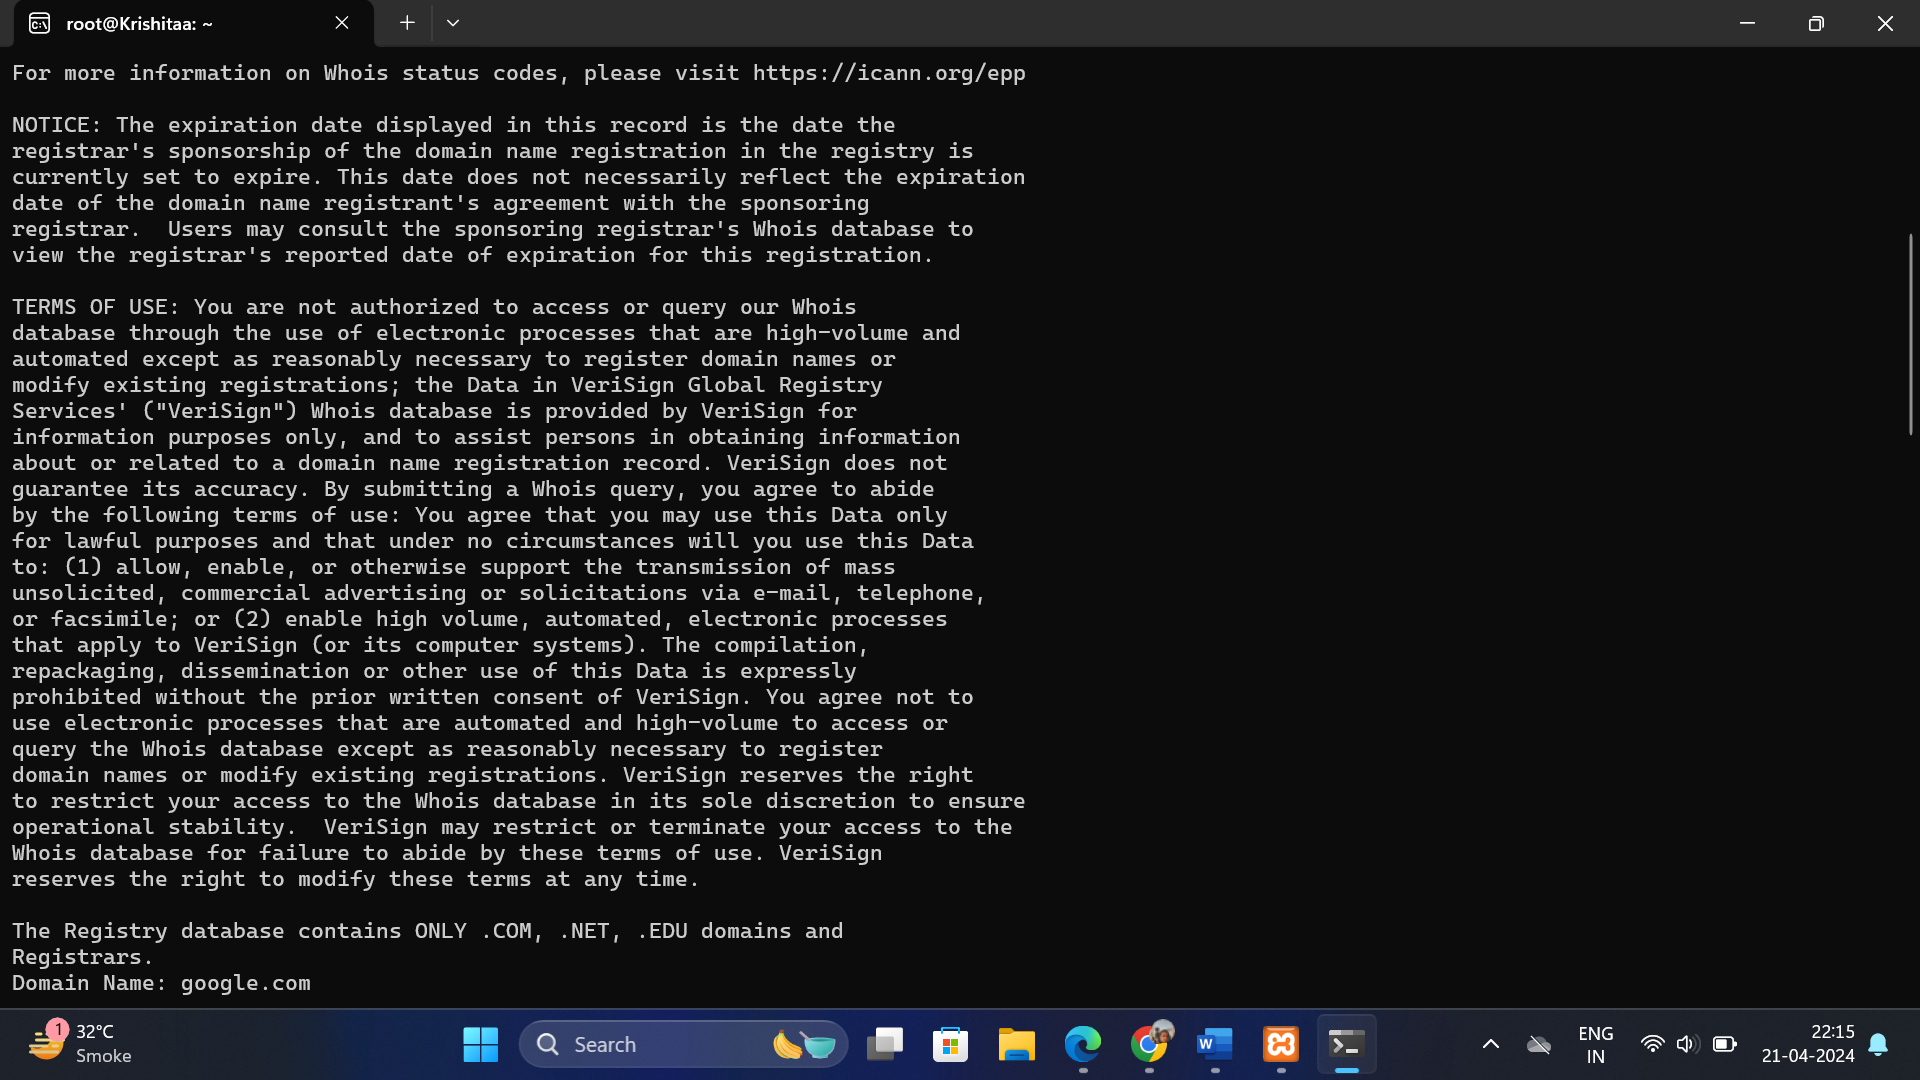 root@Krishitaa: ~
For more information on Whois status codes, please visit https://icann.org/epp
NOTICE: The expiration date displayed in this record is the date the
registrar's sponsorship of the domain name registration in the registry is
currently set to expire. This date does not necessarily reflect the expiration
date of the domain name registrant's agreement with the sponsoring
registrar.  Users may consult the sponsoring registrar's Whois database to
view the registrar's reported date of expiration for this registration.
TERMS OF USE: You are not authorized to access or query our Whois
database through the use of electronic processes that are high-volume and
automated except as reasonably necessary to register domain names or
modify existing registrations; the Data in VeriSign Global Registry
Services' ("VeriSign") Whois database is provided by VeriSign for
information purposes only, and to assist persons in obtaining information
about or related to a domain name registration record. VeriSign does not
guarantee its accuracy. By submitting a Whois query, you agree to abide
by the following terms of use: You agree that you may use this Data only
for lawful purposes and that under no circumstances will you use this Data
to: (1) allow, enable, or otherwise support the transmission of mass
unsolicited, commercial advertising or solicitations via e-mail, telephone,
or facsimile; or (2) enable high volume, automated, electronic processes
that apply to VeriSign (or its computer systems). The compilation,
repackaging, dissemination or other use of this Data is expressly
prohibited without the prior written consent of VeriSign. You agree not to
use electronic processes that are automated and high-volume to access or
query the Whois database except as reasonably necessary to register
domain names or modify existing registrations. VeriSign reserves the right
to restrict your access to the Whois database in its sole discretion to ensure
operational stability.  VeriSign may restrict or terminate your access to the
Whois database for failure to abide by these terms of use. VeriSign
reserves the right to modify these terms at any time.
The Registry database contains ONLY .COM, .NET, .EDU domains and
Registrars.
Domain Name: google.com
1
32°C
Smoke
Search
W
ENG
IN
22:15
21-04-2024